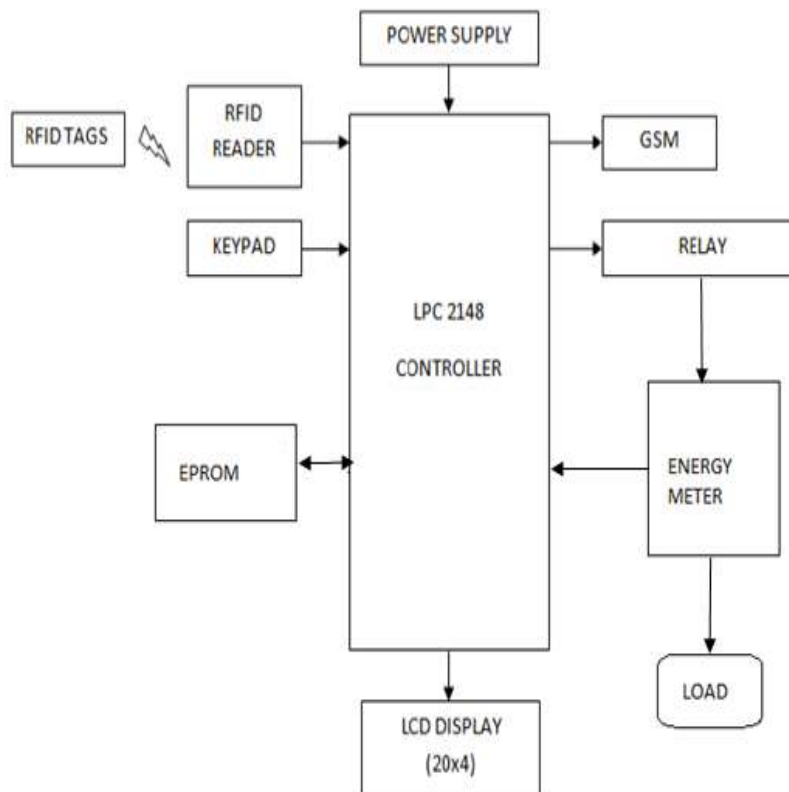 POWER SUPPLY
RFID TAGS
RFID
READER
GSM
KEYPAD
RELAY
LPC 2148
CONTROLLER
EPROM
ENERGY
METER
LOAD
LCD DISPLAY
(20x4)